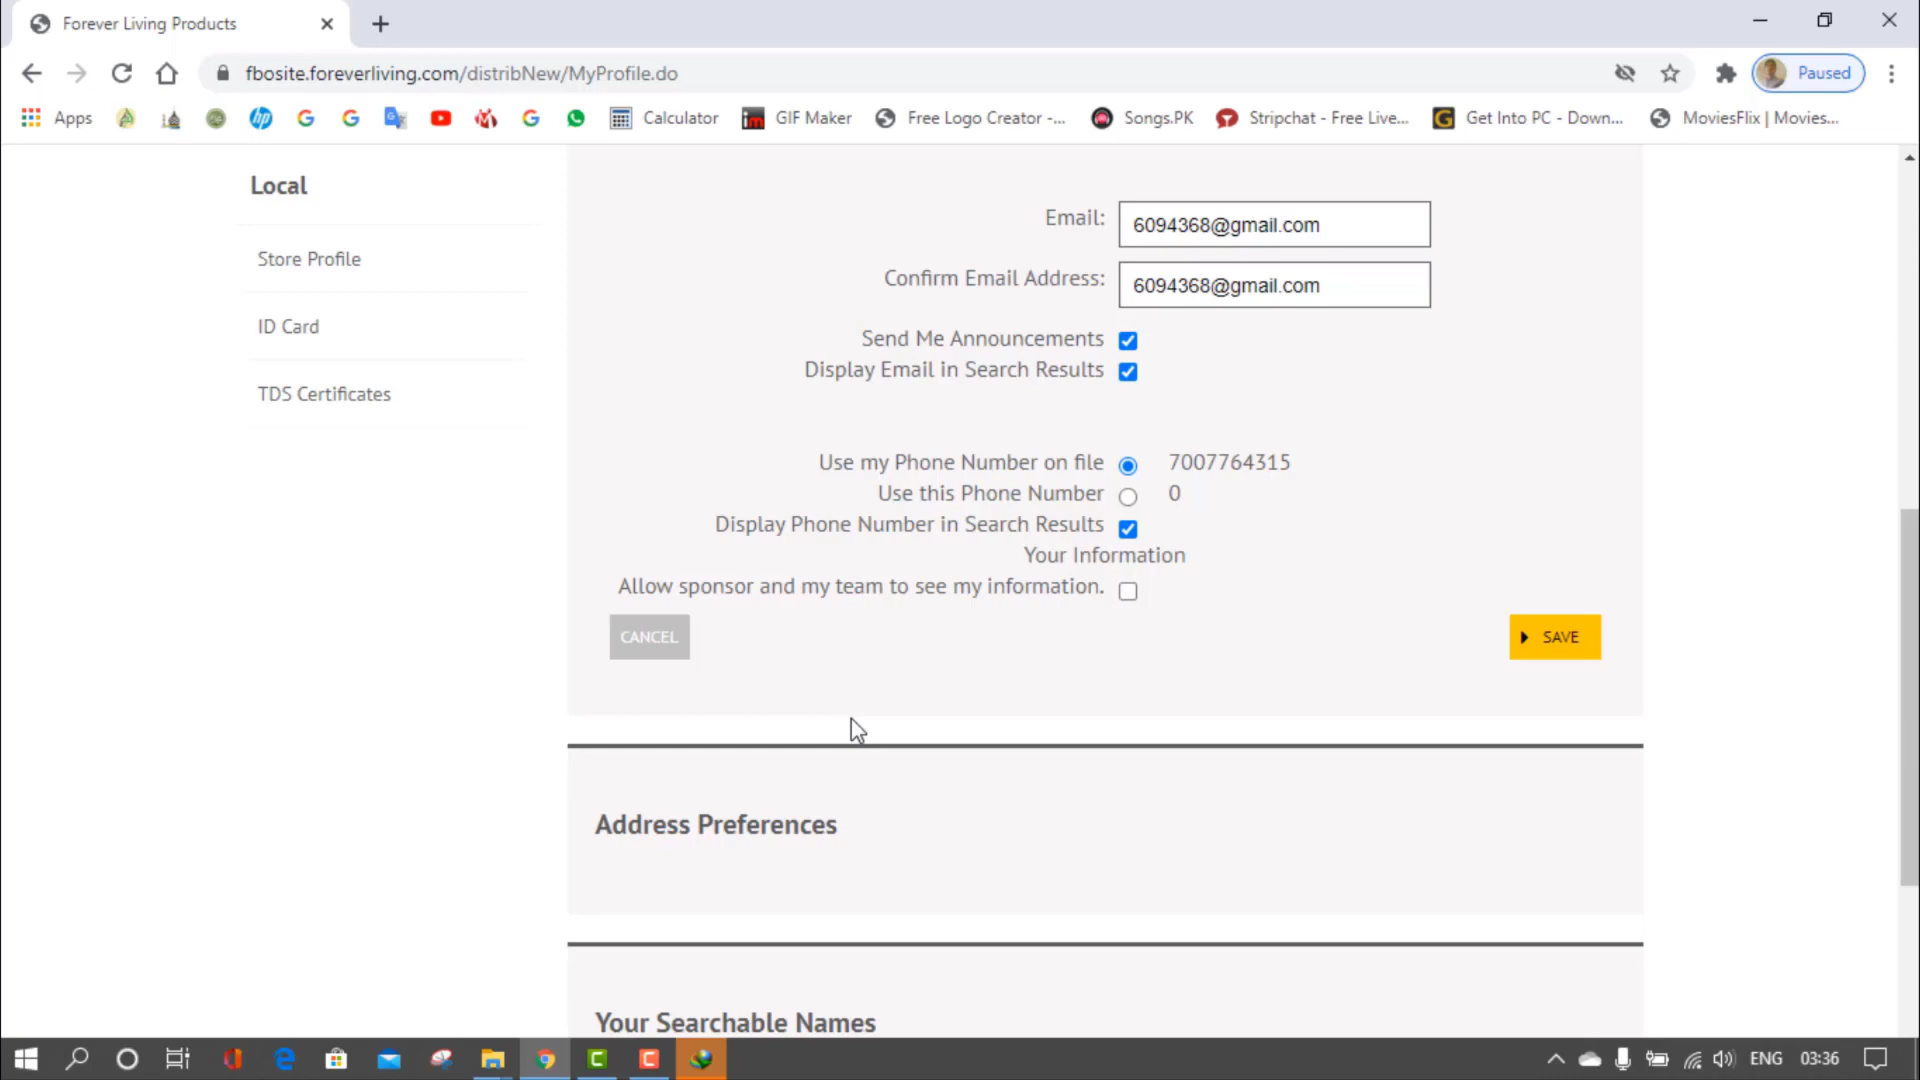 Forever Living Products
fbosite.foreverliving.com/distribNew/MyProfile.do
Paused
Apps
Calculator
GIF Maker
Free Logo Creator -...
Songs.PK
Stripchat - Free Live...
Get Into PC - Down...
MoviesFlix | Movies...
Local
Store Profile
ID Card
TDS Certificates
Email: 6094368@gmail.com
Confirm Email Address: 6094368@gmail.com
Send Me Announcements
Display Email in Search Results
Use my Phone Number on file 7007764315
Use this Phone Number 0
Display Phone Number in Search Results
Your Information
Allow sponsor and my team to see my information.
CANCEL
SAVE
Address Preferences
Your Searchable Names
ENG 03:36